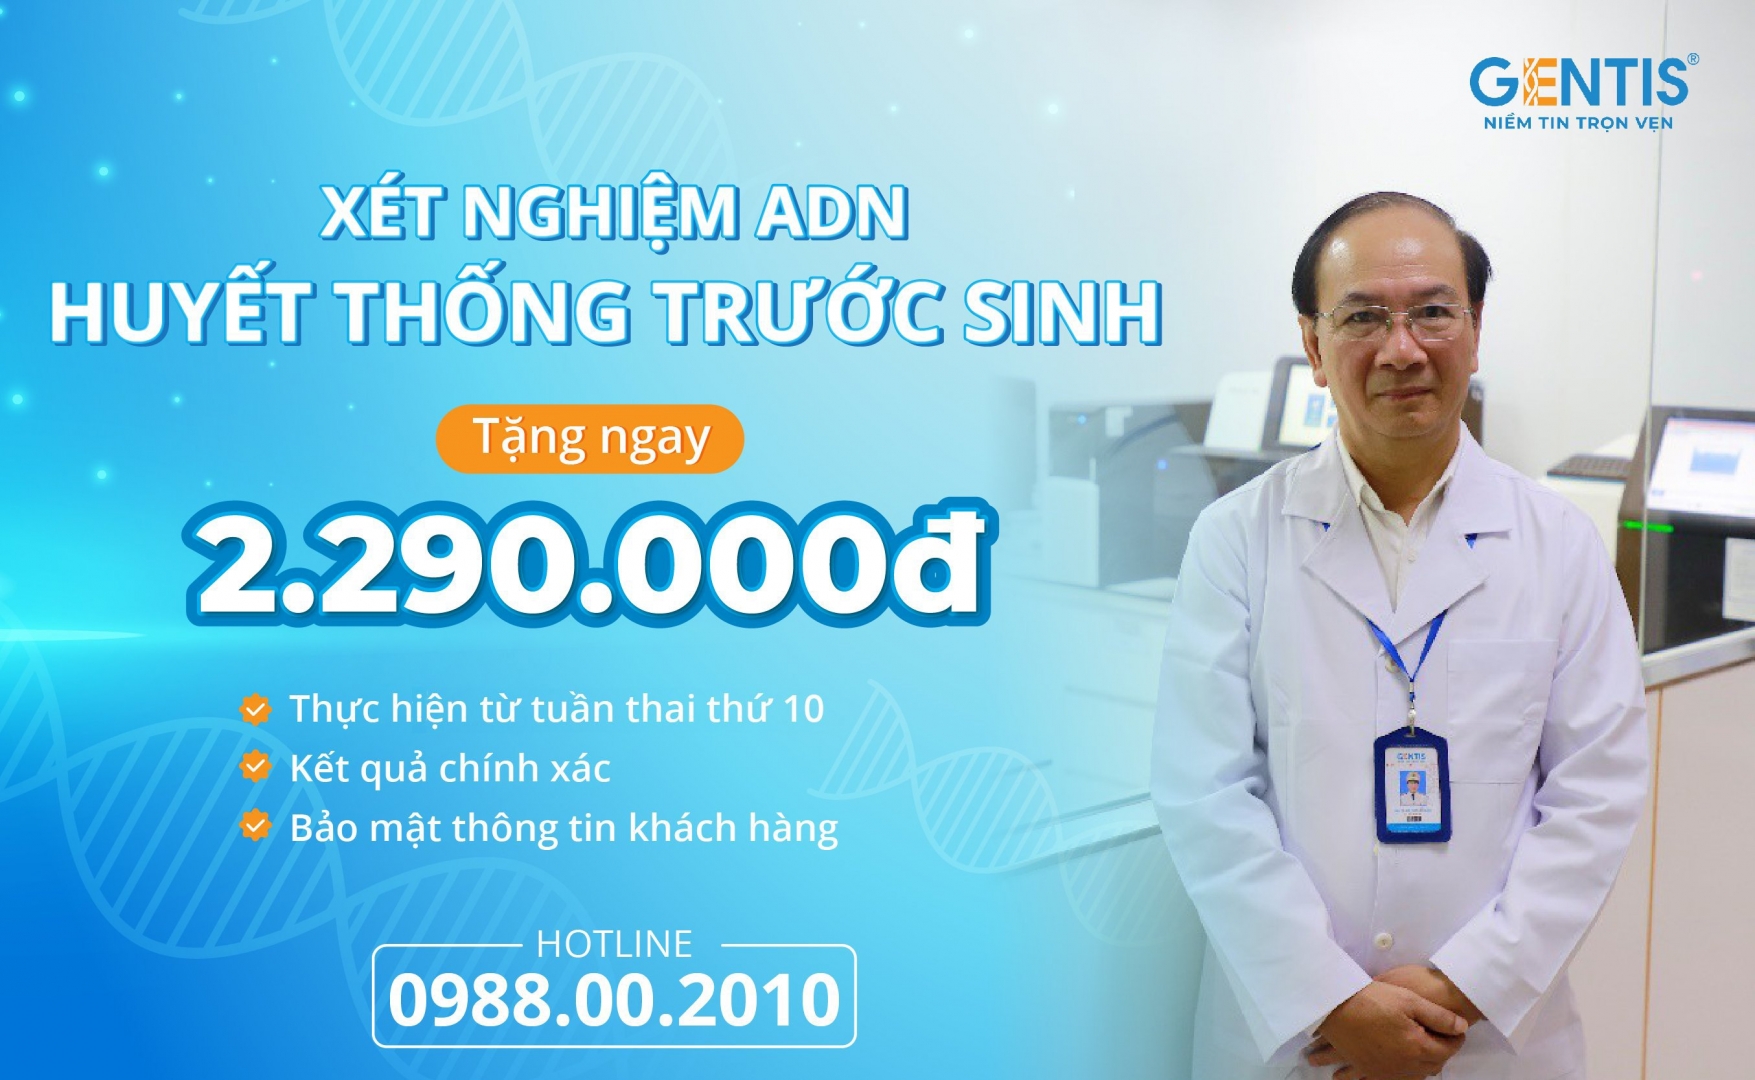 GENTIS®
NIỀM TIN TRỌN VẸN
XÉT NGHIỆM ADN
HUYẾT THỐNG TRƯỚC SINH
Tặng ngay
2.290.000đ
Thực hiện từ tuần thai thứ 10
Kết quả chính xác
Bảo mật thông tin khách hàng
HOTLINE
0988.00.2010
GENTIS